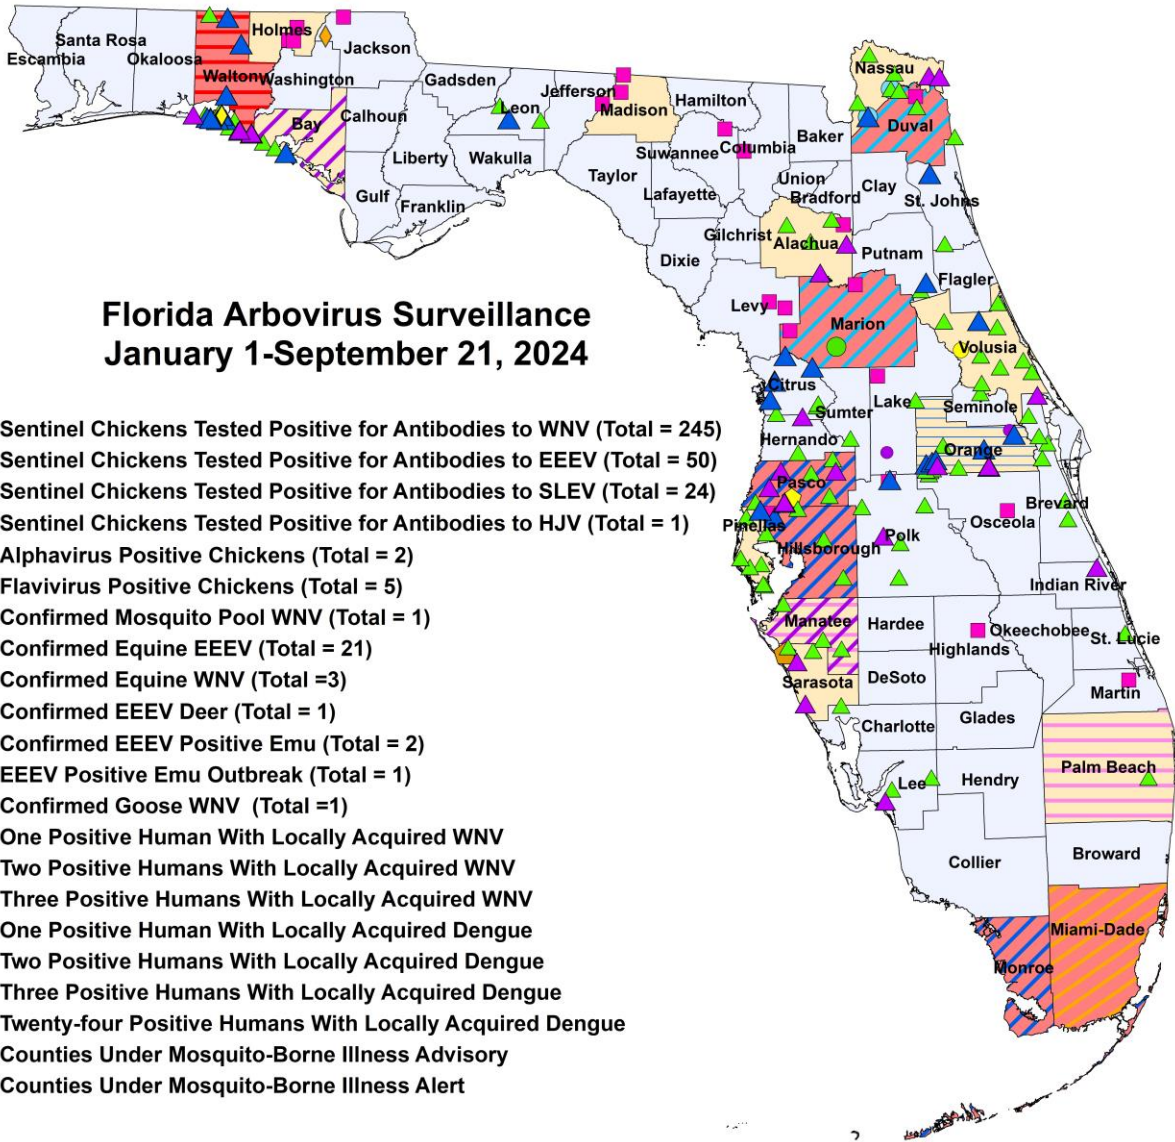 Florida Arbovirus Surveillance
January 1-September 21, 2024
Sentinel Chickens Tested Positive for Antibodies to WNV (Total = 245)
Sentinel Chickens Tested Positive for Antibodies to EEEV (Total = 50)
Sentinel Chickens Tested Positive for Antibodies to SLEV (Total = 24)
Sentinel Chickens Tested Positive for Antibodies to HJV (Total = 1)
Alphavirus Positive Chickens (Total = 2)
Flavivirus Positive Chickens (Total = 5)
Confirmed Mosquito Pool WNV (Total = 1)
Confirmed Equine EEEV (Total = 21)
Confirmed Equine WNV (Total =3)
Confirmed EEEV Deer (Total = 1)
Confirmed EEEV Positive Emu (Total = 2)
EEEV Positive Emu Outbreak (Total = 1)
Confirmed Goose WNV (Total =1)
One Positive Human With Locally Acquired WNV
Two Positive Humans With Locally Acquired WNV
Three Positive Humans With Locally Acquired WNV
One Positive Human With Locally Acquired Dengue
Two Positive Humans With Locally Acquired Dengue
Three Positive Humans With Locally Acquired Dengue
Twenty-four Positive Humans With Locally Acquired Dengue
Counties Under Mosquito-Borne Illness Advisory
Counties Under Mosquito-Borne Illness Alert
Escambia
Santa Rosa
Okaloosa
Walton
Holmes
Washington
Jackson
Bay
Calhoun
Gulf
Liberty
Franklin
Gadsden
Leon
Wakulla
Jefferson
Madison
Taylor
Hamilton
Suwannee
Lafayette
Columbia
Baker
Union
Bradford
Nassau
Duval
Clay
St. Johns
Gilchrist
Alachua
Dixie
Putnam
Flagler
Levy
Marion
Volusia
Citrus
Sumter
Lake
Seminole
Hernando
Orange
Pasco
Pinellas
Hillsborough
Polk
Osceola
Brevard
Indian River
Manatee
Hardee
Highlands
Okeechobee
St. Lucie
Sarasota
DeSoto
Martin
Charlotte
Glades
Lee
Hendry
Palm Beach
Collier
Broward
Monroe
Miami-Dade